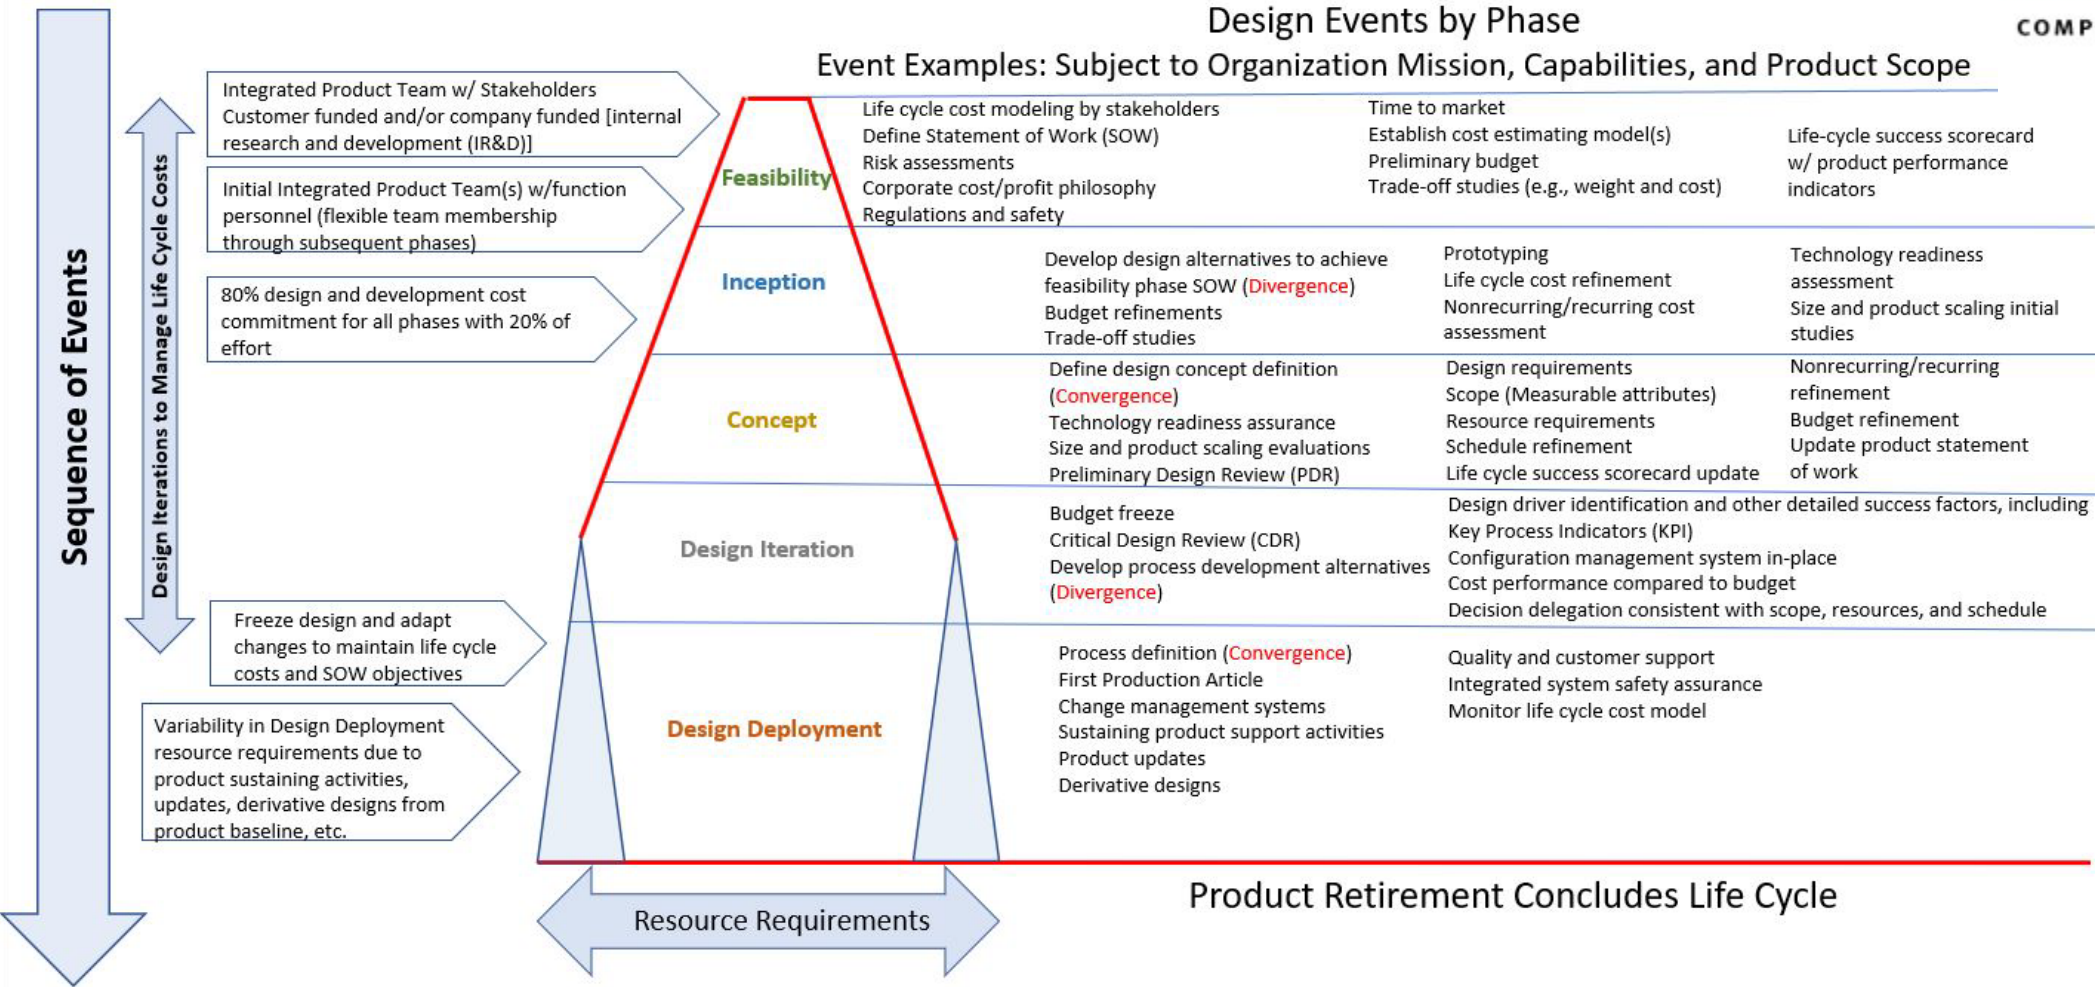 Design Events by Phase
COMP
Event Examples: Subject to Organization Mission, Capabilities, and Product Scope
Sequence of Events
Design Iterations to Manage Life Cycle Costs
Integrated Product Team w/ Stakeholders
Customer funded and/or company funded [internal
research and development (IR&D)]
Initial Integrated Product Team(s) w/function
personnel (flexible team membership
through subsequent phases)
80% design and development cost
commitment for all phases with 20% of
effort
Freeze design and adapt
changes to maintain life cycle
costs and SOW objectives
Variability in Design Deployment
resource requirements due to
product sustaining activities,
updates, derivative designs from
product baseline, etc.
Feasibility
Life cycle cost modeling by stakeholders
Define Statement of Work (SOW)
Risk assessments
Corporate cost/profit philosophy
Regulations and safety
Time to market
Establish cost estimating model(s)
Preliminary budget
Trade-off studies (e.g., weight and cost)
Life-cycle success scorecard
w/ product performance
indicators
Inception
Develop design alternatives to achieve
feasibility phase SOW (Divergence)
Budget refinements
Trade-off studies
Prototyping
Life cycle cost refinement
Nonrecurring/recurring cost
assessment
Technology readiness
assessment
Size and product scaling initial
studies
Concept
Define design concept definition
(Convergence)
Technology readiness assurance
Size and product scaling evaluations
Preliminary Design Review (PDR)
Design requirements
Scope (Measurable attributes)
Resource requirements
Schedule refinement
Life cycle success scorecard update
Nonrecurring/recurring
refinement
Budget refinement
Update product statement
of work
Design Iteration
Budget freeze
Critical Design Review (CDR)
Develop process development alternatives
(Divergence)
Design driver identification and other detailed success factors, including
Key Process Indicators (KPI)
Configuration management system in-place
Cost performance compared to budget
Decision delegation consistent with scope, resources, and schedule
Design Deployment
Process definition (Convergence)
First Production Article
Change management systems
Sustaining product support activities
Product updates
Derivative designs
Quality and customer support
Integrated system safety assurance
Monitor life cycle cost model
Resource Requirements
Product Retirement Concludes Life Cycle